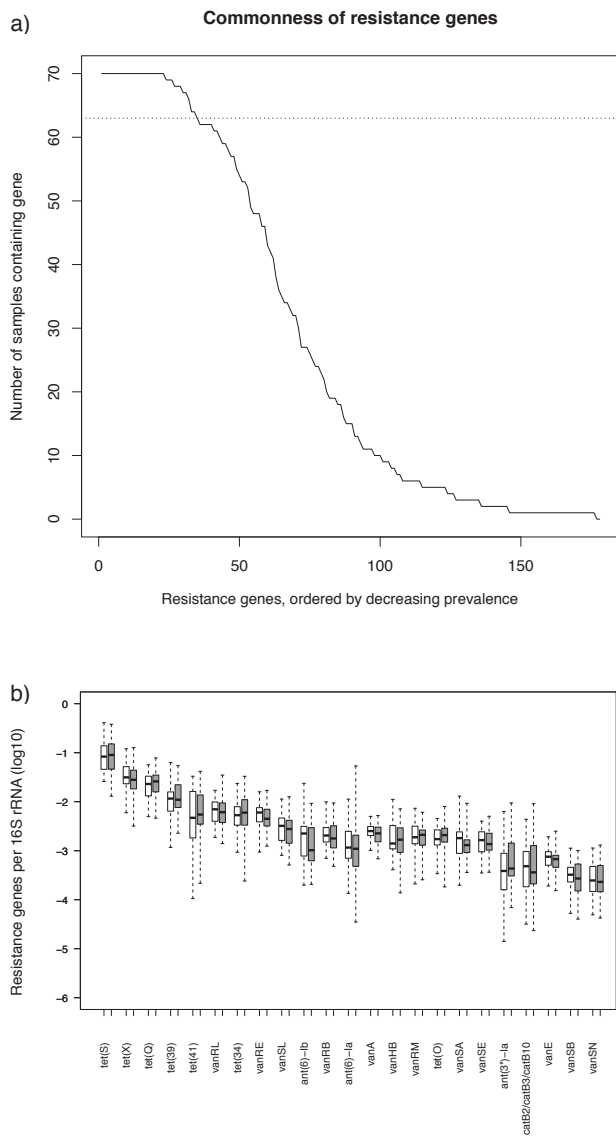 a)
Commonness of resistance genes
Number of samples containing gene
70
60
50
40
30
20
10
0
0 50 100 150
Resistance genes, ordered by decreasing prevalence
b)
Resistance genes per 16S rRNA (log10)
0
−1
−2
−3
−4
−5
−6
tet(S)
tet(X)
tet(Q)
tet(39)
tet(41)
vanRL
tet(34)
vanRE
vanSL
ant(6)−Ib
vanRB
ant(6)−Ia
vanA
vanHB
vanRM
tet(O)
vanSA
vanSE
ant(3")−Ia
catB2/catB3/catB10
vanE
vanSB
vanSN